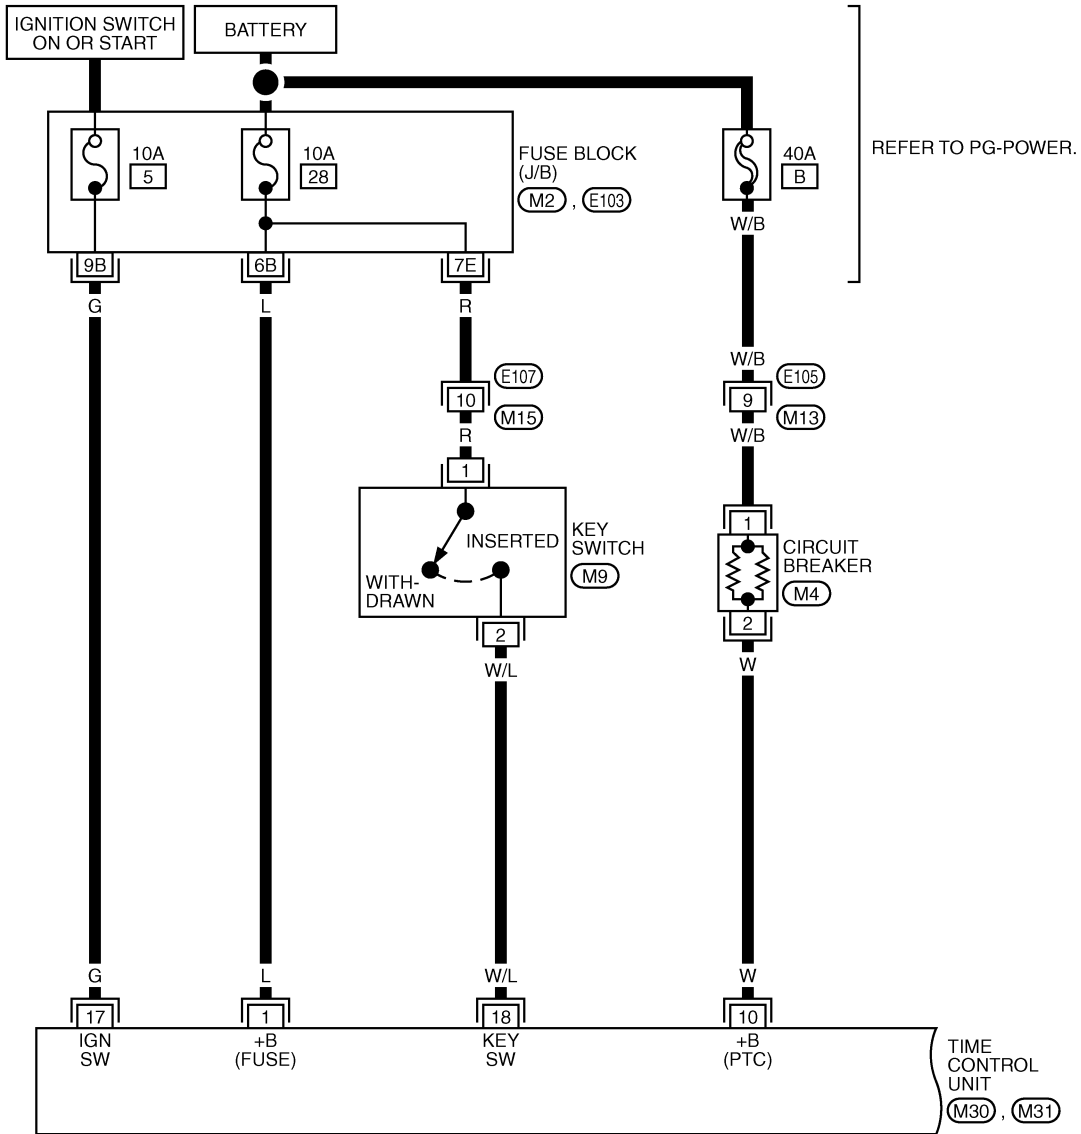 IGNITION SWITCH
ON OR START
BATTERY
REFER TO PG-POWER.
10A
5
10A
28
FUSE BLOCK
(J/B)
M2 , E103
40A
B
W/B
9B
6B
7E
G
L
R
W/B
E107
E105
10
9
M15
M13
R
W/B
1
1
INSERTED
WITH-
DRAWN
KEY
SWITCH
M9
CIRCUIT
BREAKER
M4
2
2
W/L
W
G
L
W/L
W
17
1
18
10
IGN
SW
+B
(FUSE)
KEY
SW
+B
(PTC)
TIME
CONTROL
UNIT
M30 , M31